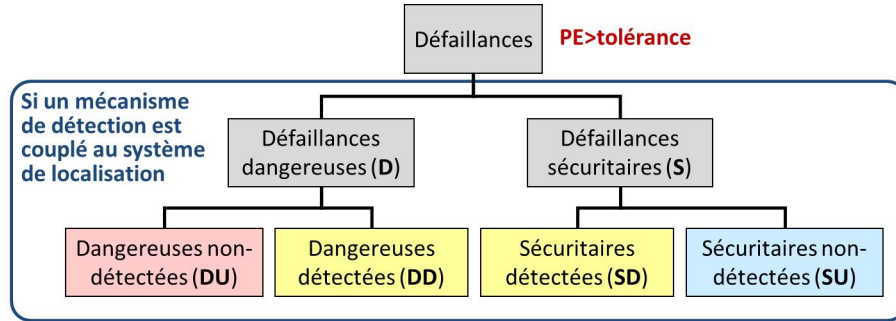 Défaillances
PE>tolérance
Si un mécanisme
de détection est
couplé au système
de localisation
Défaillances
dangereuses (D)
Défaillances
sécuritaires (S)
Dangereuses non-
détectées (DU)
Dangereuses
détectées (DD)
Sécuritaires
détectées (SD)
Sécuritaires non-
détectées (SU)